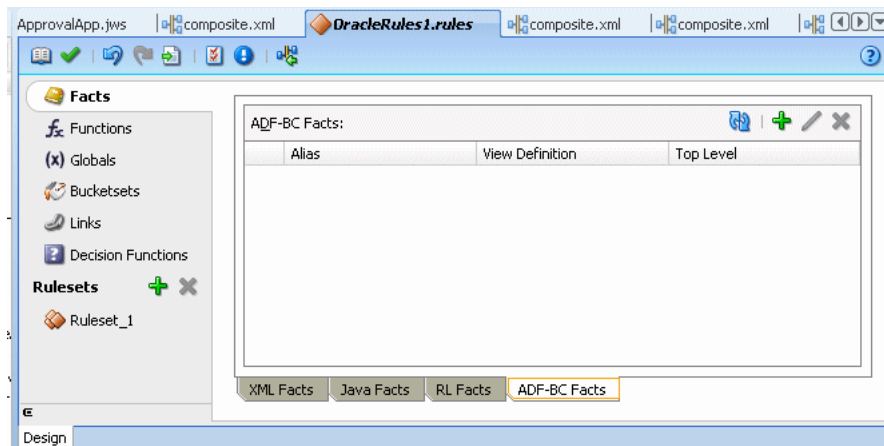 ApprovalApp.jws composite.xml OracleRules1.rules composite.xml composite.xml
Facts
Functions
Globals
Bucketsets
Links
Decision Functions
Rulesets
Ruleset_1
ADF-BC Facts:
Alias View Definition Top Level
XML Facts Java Facts RL Facts ADF-BC Facts
Design